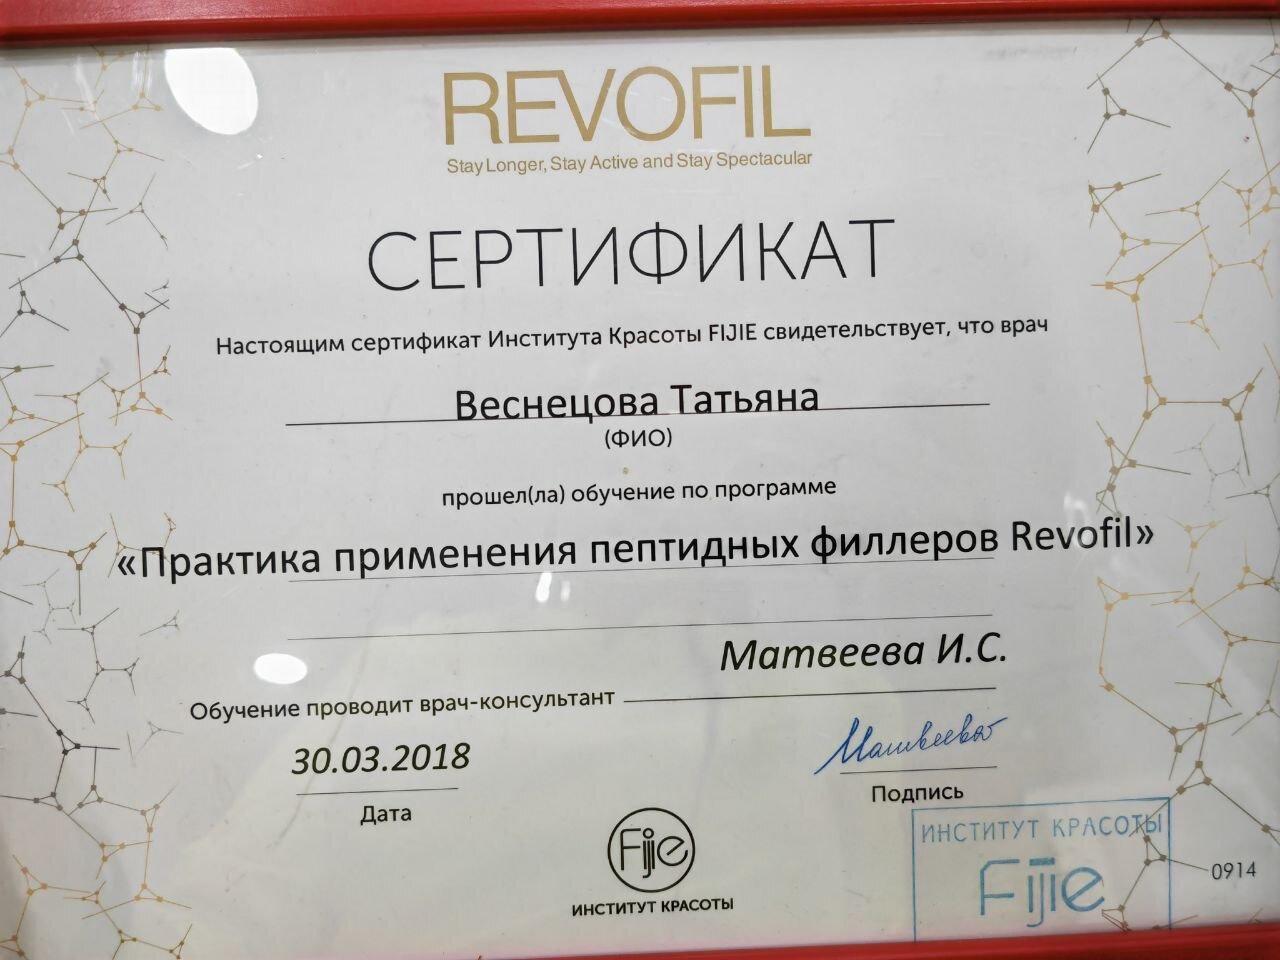 REVOFIL
Stay Longer, Stay Active and Stay Spectacular
СЕРТИФИКАТ
Настоящим сертификат Института Красоты FIJIE свидетельствует, что врач
Веснецова Татьяна
(ФИО)
прошел(ла) обучение по программе
«Практика применения пептидных филлеров Revofil»
Матвеева И.С.
Обучение проводит врач-консультант
30.03.2018
Матвеева
Дата
Подпись
Fijie
ИНСТИТУТ КРАСОТЫ
ИНСТИТУТ КРАСОТЫ
Fijie
0914